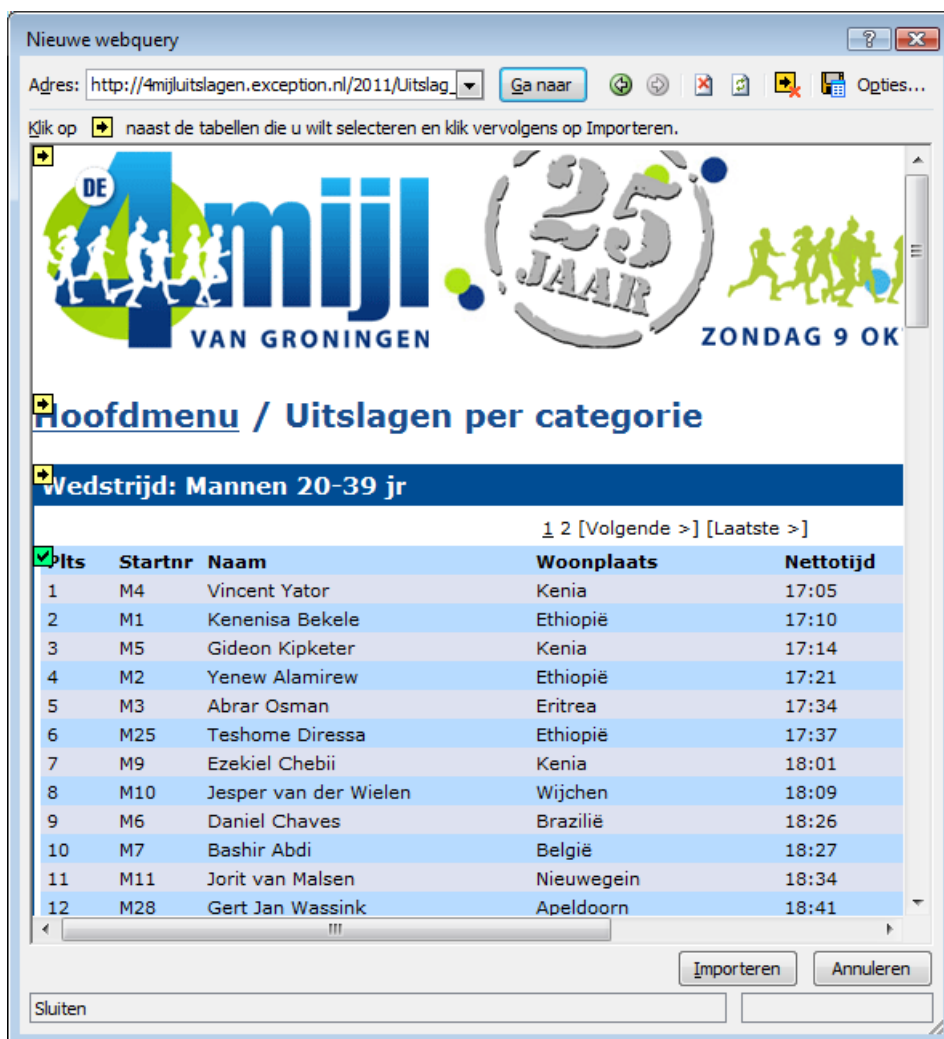 Nieuwe webquery
Adres: http://4mijluitslagen.exception.nl/2011/Uitslag_ Ga naar Opties...
Klik op naast de tabellen die u wilt selecteren en klik vervolgens op Importeren.
DE
4mijl
VAN GRONINGEN
25
JAAR
ZONDAG 9 OK
Hoofdmenu / Uitslagen per categorie
Wedstrijd: Mannen 20-39 jr
1 2 [Volgende >] [Laatste >]
Plts Startnr Naam Woonplaats Nettotijd
1 M4 Vincent Yator Kenia 17:05
2 M1 Kenenisa Bekele Ethiopië 17:10
3 M5 Gideon Kipketer Kenia 17:14
4 M2 Yenew Alamirew Ethiopië 17:21
5 M3 Abrar Osman Eritrea 17:34
6 M25 Teshome Diressa Ethiopië 17:37
7 M9 Ezekiel Chebii Kenia 18:01
8 M10 Jesper van der Wielen Wijchen 18:09
9 M6 Daniel Chaves Brazilië 18:26
10 M7 Bashir Abdi België 18:27
11 M11 Jorit van Malsen Nieuwegein 18:34
12 M28 Gert Jan Wassink Apeldoorn 18:41
Importeren Annuleren
Sluiten